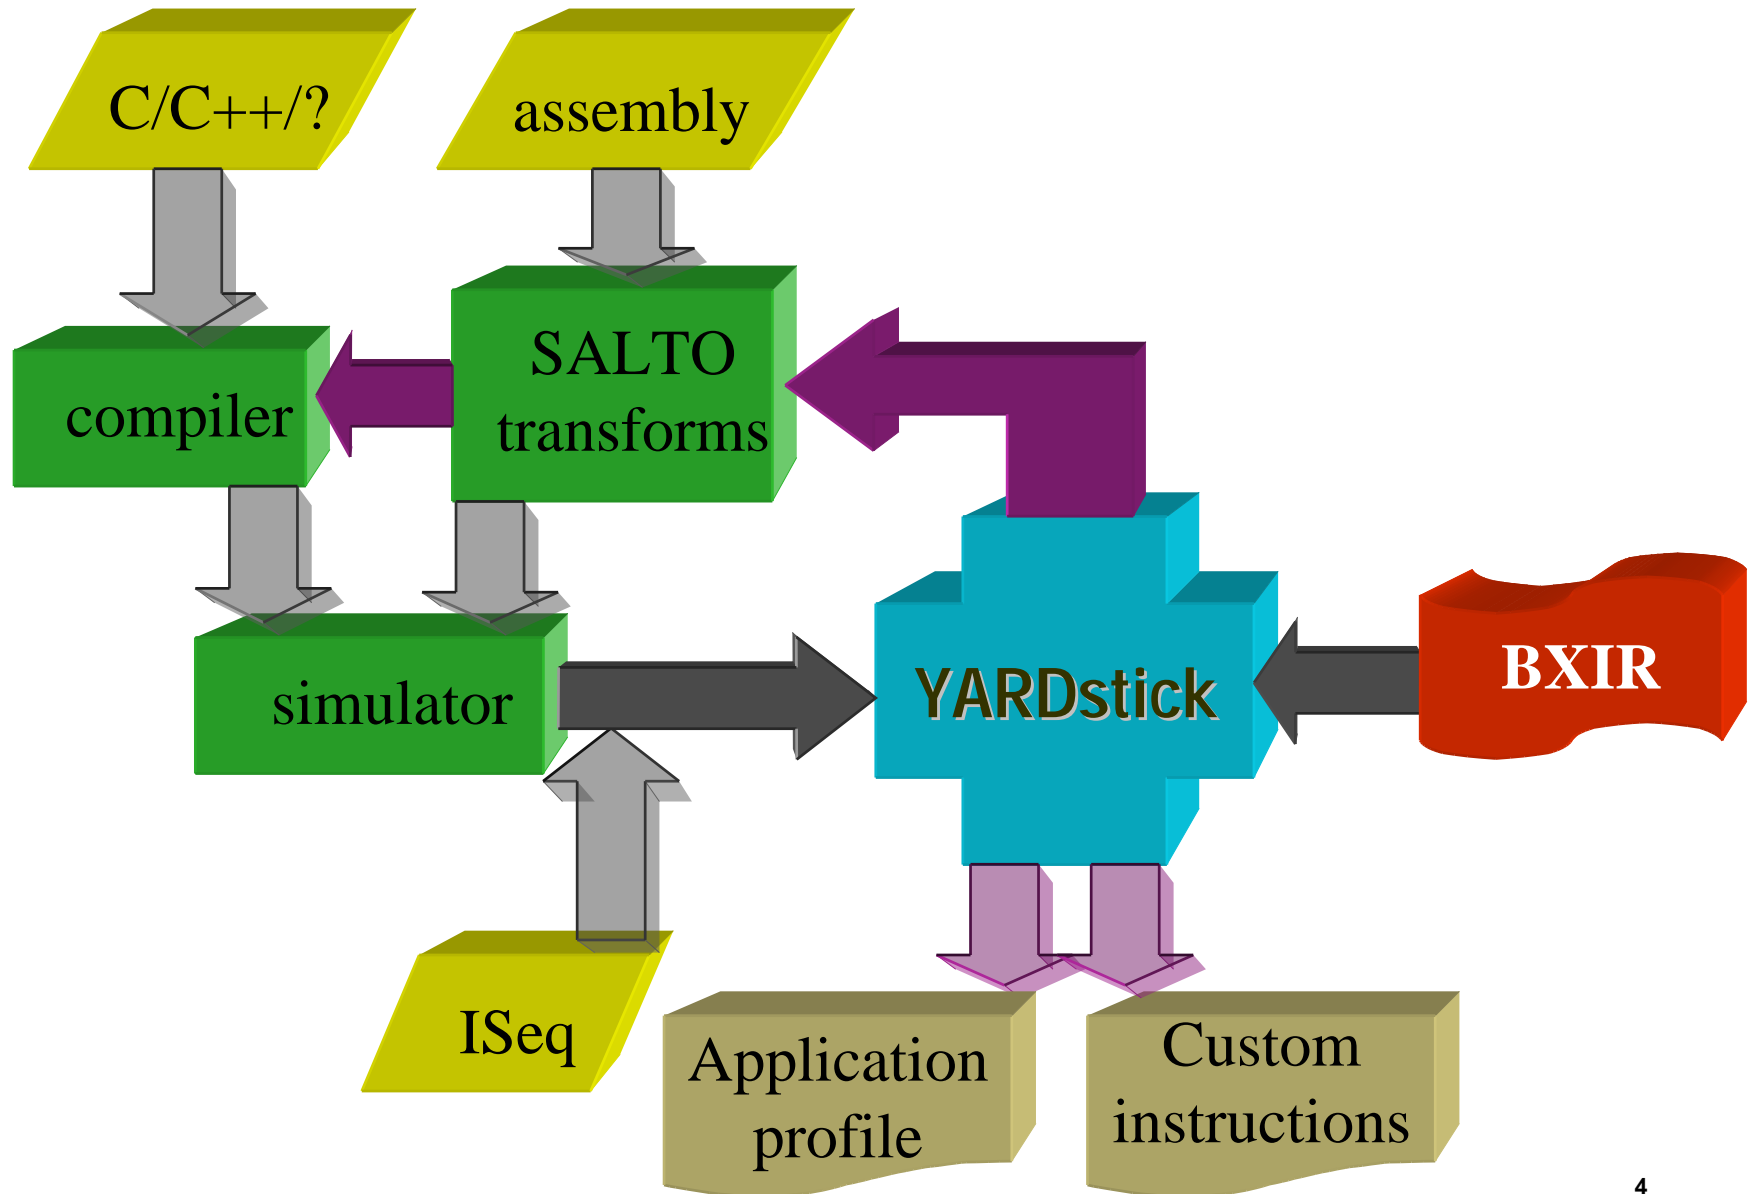 C/C++/?
assembly
SALTO
transforms
compiler
simulator
YARDstick
BXIR
ISeq
Application
profile
Custom
instructions
4